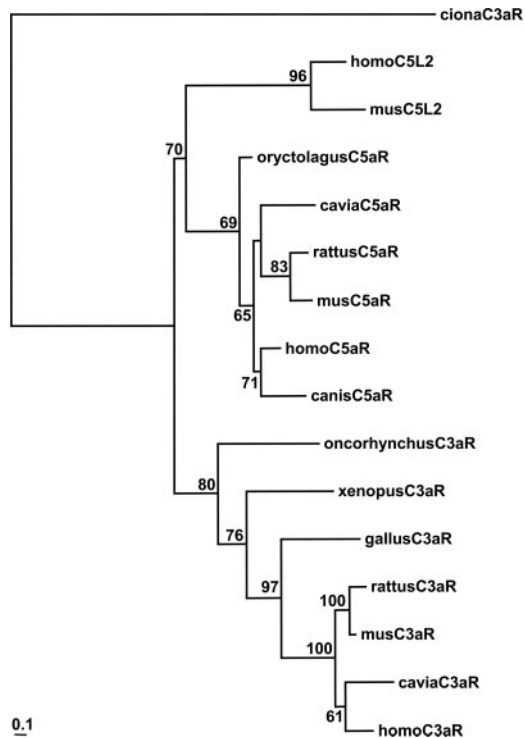 cionaC3aR
homoC5L2
96
musC5L2
70
oryctolagusC5aR
caviaC5aR
69
rattusC5aR
83
musC5aR
65
homoC5aR
71
canisC5aR
oncorhynchusC3aR
80
xenopusC3aR
76
gallusC3aR
97
rattusC3aR
100
musC3aR
100
caviaC3aR
61
homoC3aR
0.1